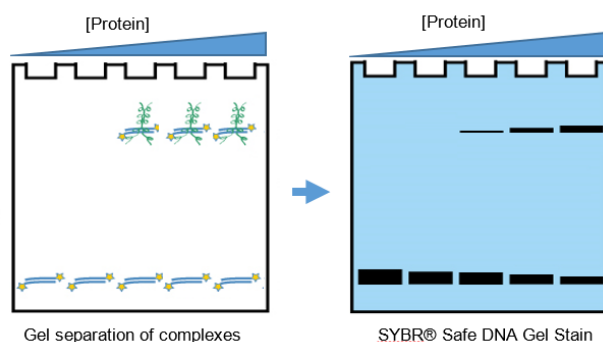 [Protein]
[Protein]
Gel separation of complexes
SYBR® Safe DNA Gel Stain